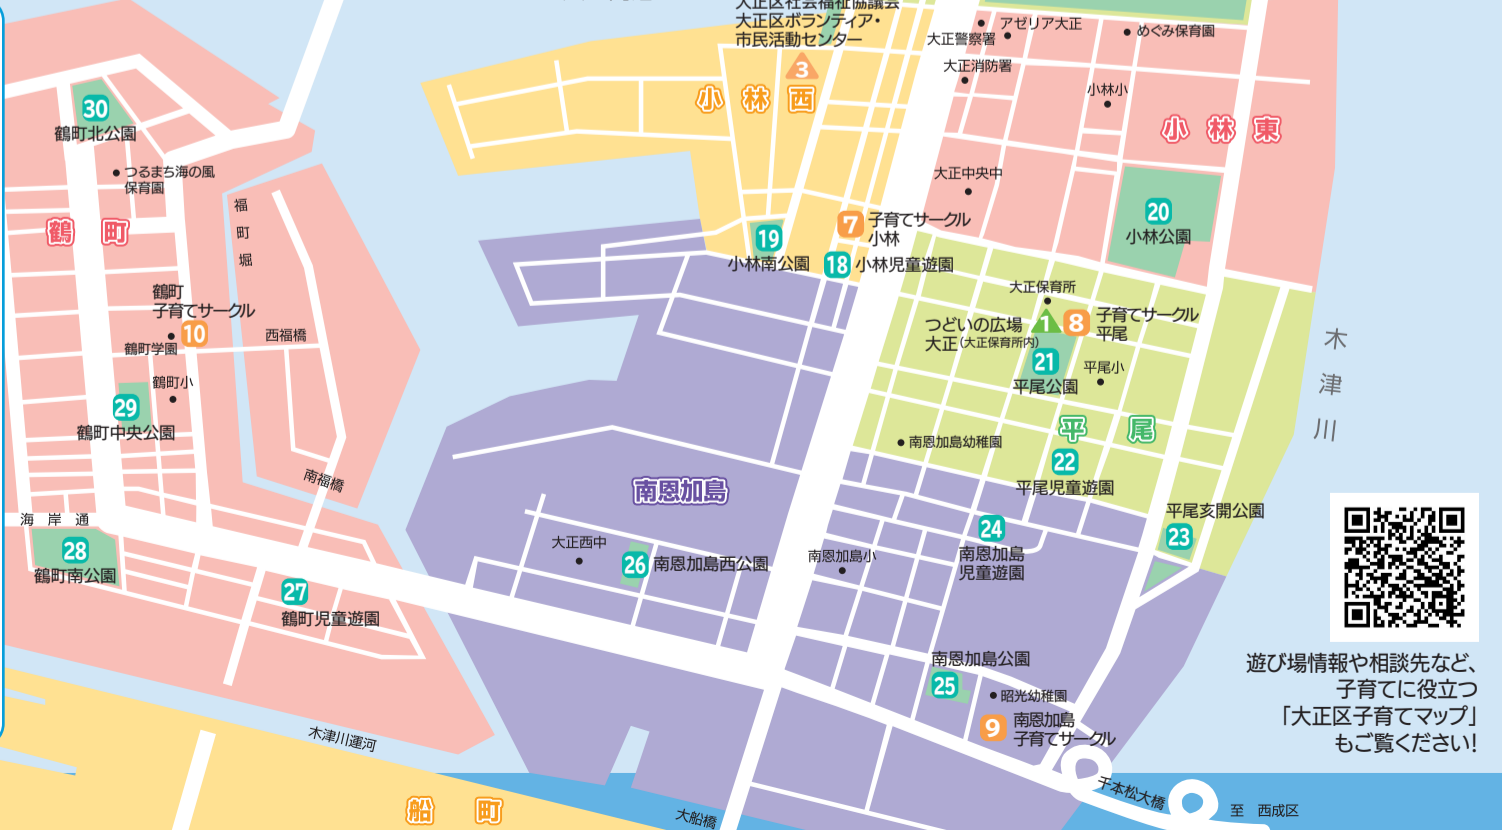 大正区社会福祉協議会
大正区ボランティア・
市民活動センター
3
小林西
大正警察署
アゼリア大正
めぐみ保育園
大正消防署
小林小
小林東
大正中央中
20
小林公園
30
鶴町北公園
つるまち海の風
保育園
鶴町
福町堀
鶴町
子育てサークル
10
鶴町学園
西福橋
鶴町小
29
鶴町中央公園
南福橋
海岸通
28
鶴町南公園
27
鶴町児童遊園
19
小林南公園
7
子育てサークル
小林
18
小林児童遊園
大正保育所
つどいの広場
大正(大正保育所内)
1
8
子育てサークル
平尾
21
平尾公園
平尾小
平尾
南恩加島幼稚園
22
平尾児童遊園
平尾亥開公園
23
木津川
南恩加島
大正西中
26
南恩加島西公園
南恩加島小
24
南恩加島
児童遊園
南恩加島公園
25
昭光幼稚園
9
南恩加島
子育てサークル
木津川運河
船町
大船橋
千本松大橋
至 西成区
遊び場情報や相談先など、
子育てに役立つ
「大正区子育てマップ」
もご覧ください!